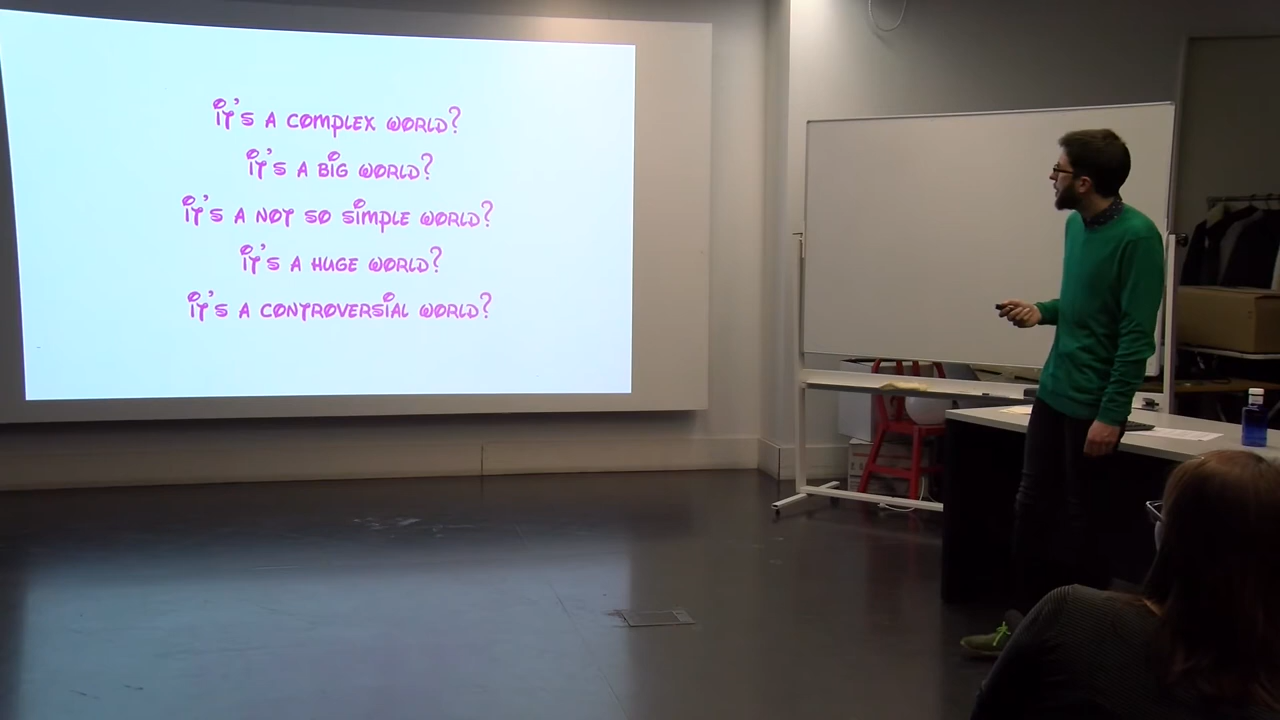 it's a complex world?
it's a big world?
it's a not so simple world?
it's a huge world?
it's a controversial world?